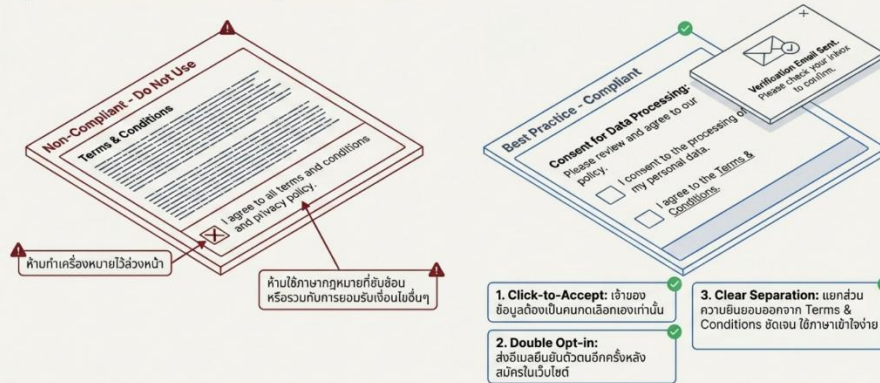 Non-Compliant - Do Not Use
Terms & Conditions
I agree to all terms and conditions
and privacy policy.
ห้ามทำเครื่องหมายไว้ล่วงหน้า
ห้ามใช้ภาษากฎหมายที่ซับซ้อน
หรือรวมกับการยอมรับเงื่อนไขอื่นๆ
Best Practice - Compliant
Consent for Data Processing:
Please review and agree to our
policy.
I consent to the processing of
my personal data.
I agree to the Terms &
Conditions.
Verification Email Sent.
Please check your inbox
to confirm.
1. Click-to-Accept: เจ้าของ
ข้อมูลต้องเป็นคนกดเลือกเองเท่านั้น
2. Double Opt-in:
ส่งอีเมลยืนยันตัวตนอีกครั้งหลัง
สมัครในเว็บไซต์
3. Clear Separation: แยกส่วน
ความยินยอมออกจาก Terms &
Conditions ชัดเจน ใช้ภาษาเข้าใจง่าย